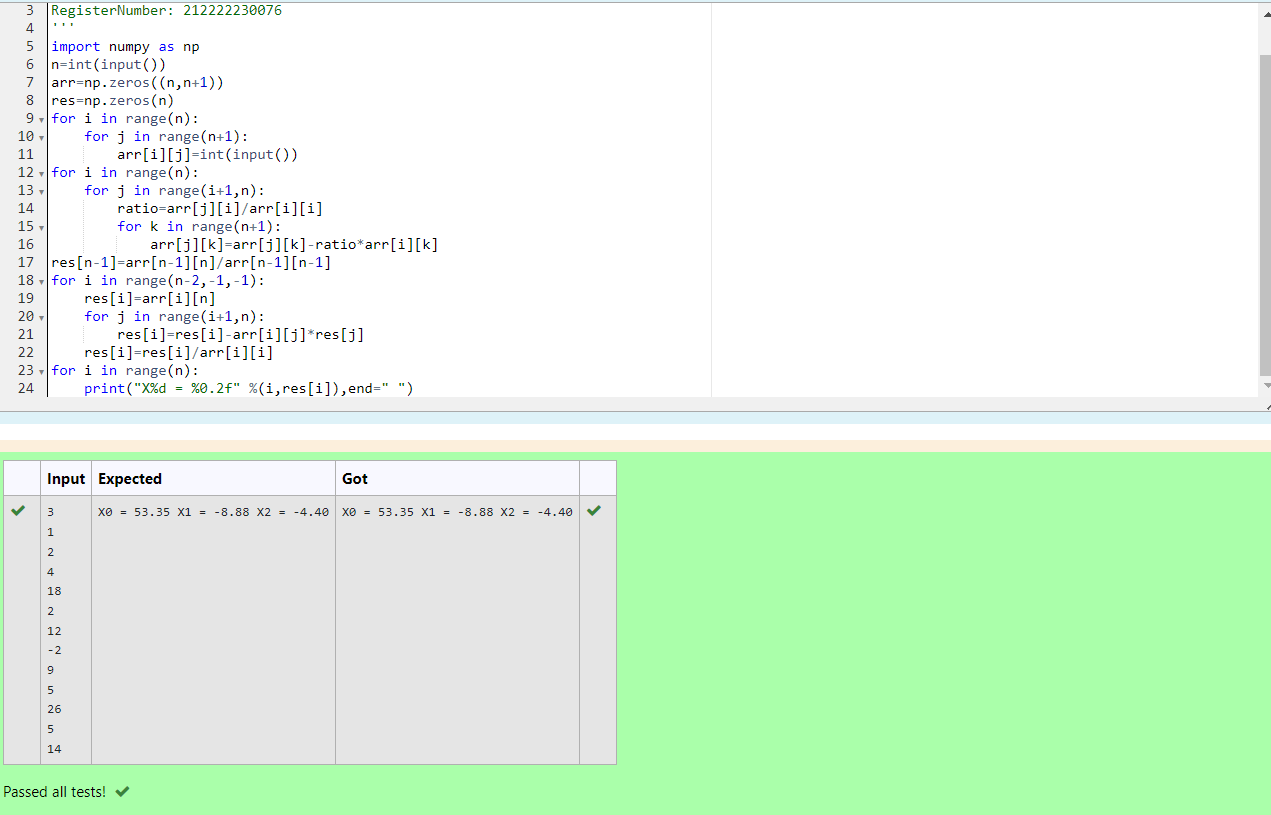 3 RegisterNumber: 212222230076
4 '''
5 import numpy as np
6 n=int(input())
7 arr=np.zeros((n,n+1))
8 res=np.zeros(n)
9 for i in range(n):
10     for j in range(n+1):
11         arr[i][j]=int(input())
12 for i in range(n):
13     for j in range(i+1,n):
14         ratio=arr[j][i]/arr[i][i]
15         for k in range(n+1):
16             arr[j][k]=arr[j][k]-ratio*arr[i][k]
17 res[n-1]=arr[n-1][n]/arr[n-1][n-1]
18 for i in range(n-2,-1,-1):
19     res[i]=arr[i][n]
20     for j in range(i+1,n):
21         res[i]=res[i]-arr[i][j]*res[j]
22     res[i]=res[i]/arr[i][i]
23 for i in range(n):
24     print("X%d = %0.2f" %(i,res[i]),end=" ")
Input Expected Got
3 X0 = 53.35 X1 = -8.88 X2 = -4.40 X0 = 53.35 X1 = -8.88 X2 = -4.40
1
2
4
18
2
12
-2
9
5
26
5
14
Passed all tests!